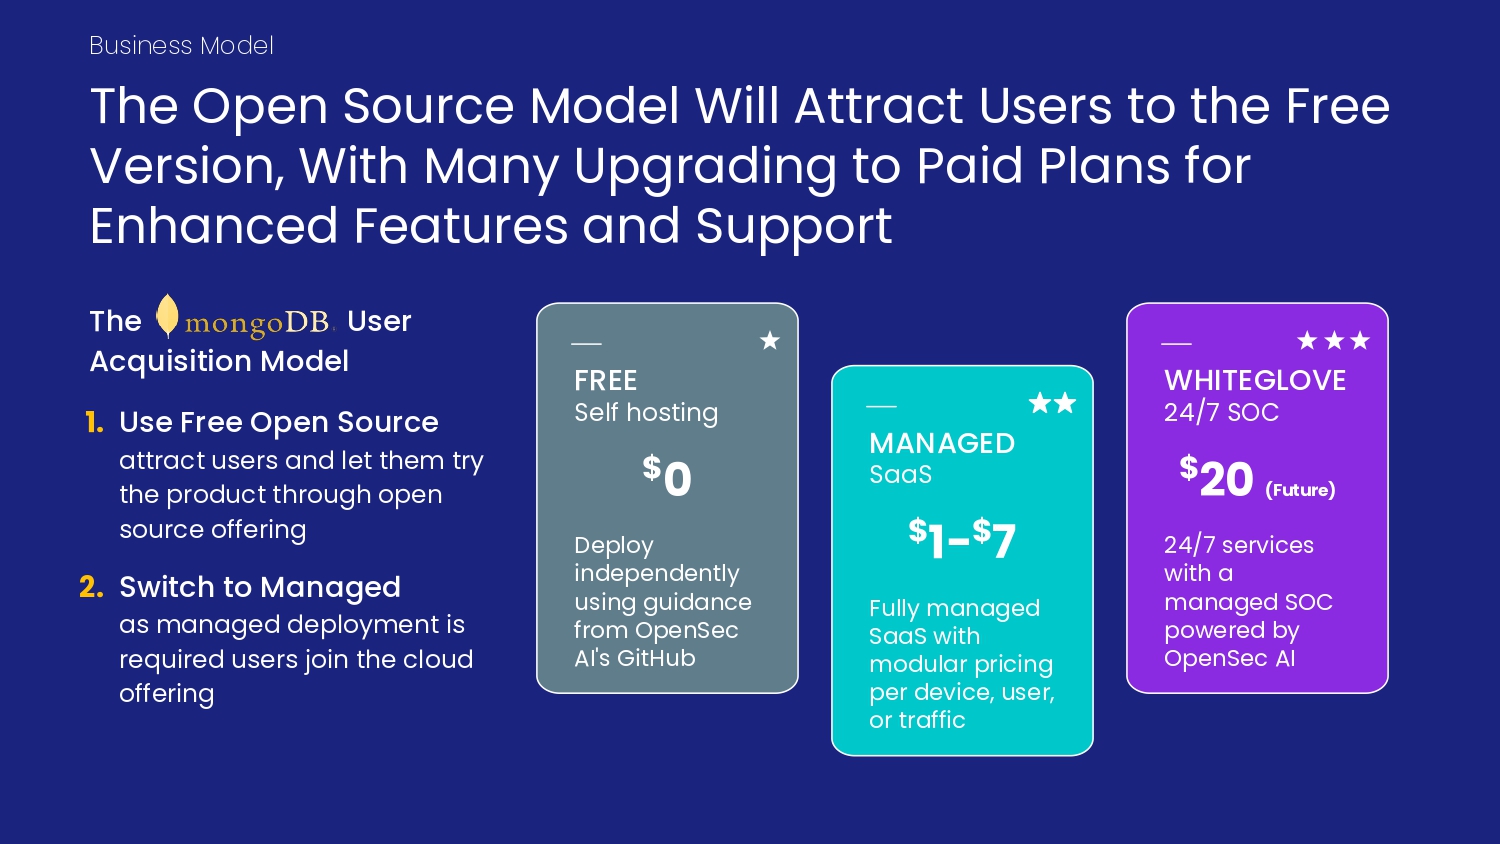 Business Model
The Open Source Model Will Attract Users to the Free
Version, With Many Upgrading to Paid Plans for
Enhanced Features and Support
The mongoDB. User
Acquisition Model
1. Use Free Open Source
attract users and let them try
the product through open
source offering
2. Switch to Managed
as managed deployment is
required users join the cloud
offering
FREE
Self hosting
$0
Deploy
independently
using guidance
from OpenSec
AI's GitHub
MANAGED
SaaS
$1-$7
Fully managed
SaaS with
modular pricing
per device, user,
or traffic
WHITEGLOVE
24/7 SOC
$20 (Future)
24/7 services
with a
managed SOC
powered by
OpenSec AI